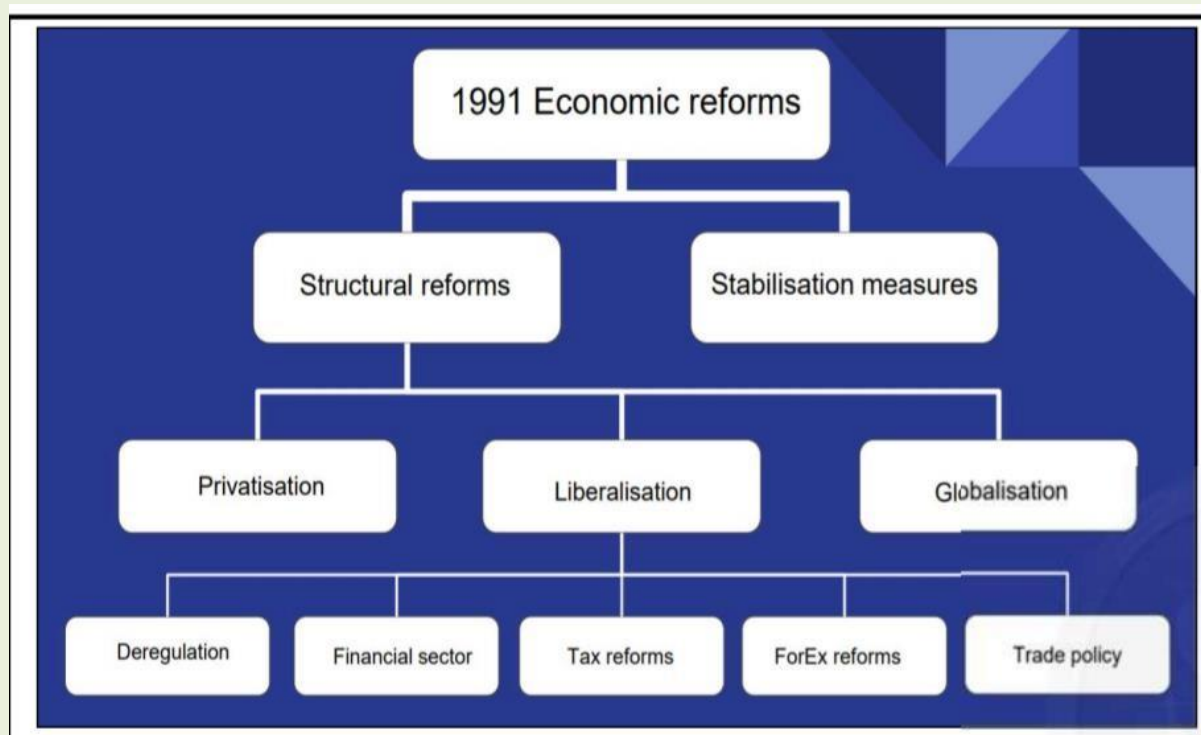 1991 Economic reforms
Structural reforms
Stabilisation measures
Privatisation
Liberalisation
Globalisation
Deregulation
Financial sector
Tax reforms
ForEx reforms
Trade policy